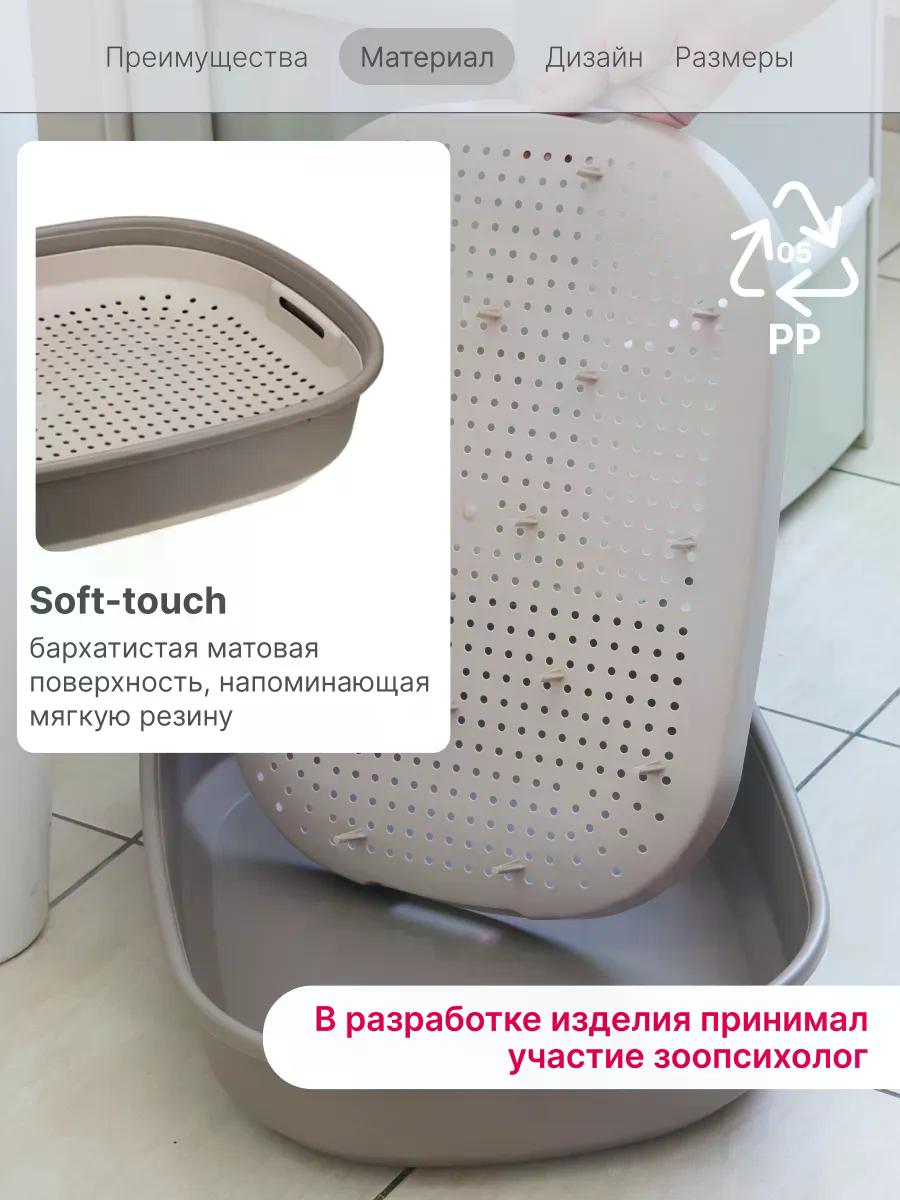 Преимущества Материал Дизайн Размеры
05
PP
Soft-touch
бархатистая матовая
поверхность, напоминающая
мягкую резину
В разработке изделия принимал
участие зоопсихолог